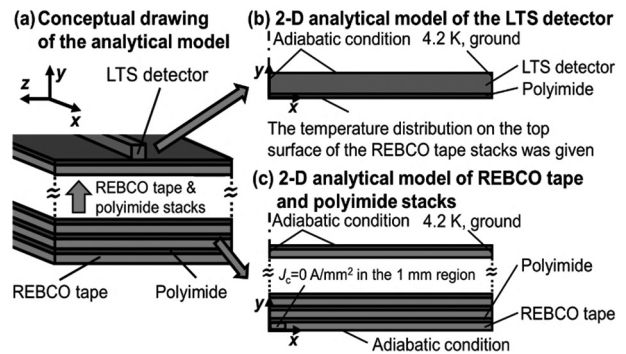 (a) Conceptual drawing
of the analytical model
y
z
x
LTS detector
REBCO tape &
polyimide stacks
REBCO tape
Polyimide
(b) 2-D analytical model of the LTS detector
Adiabatic condition 4.2 K, ground
y
x
LTS detector
Polyimide
The temperature distribution on the top
surface of the REBCO tape stacks was given
(c) 2-D analytical model of REBCO tape
and polyimide stacks
Adiabatic condition 4.2 K, ground
Jc=0 A/mm² in the 1 mm region
Polyimide
y
REBCO tape
x
Adiabatic condition